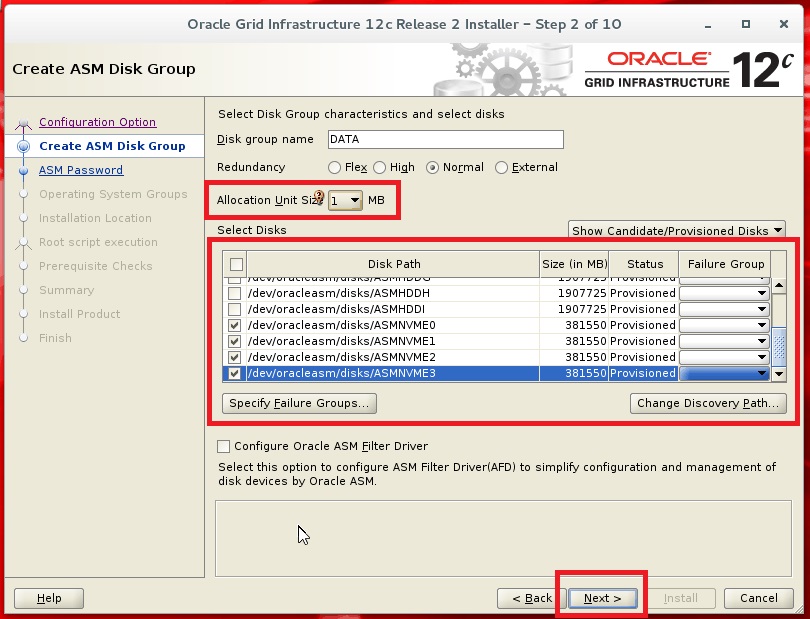 Oracle Grid Infrastructure 12c Release 2 Installer - Step 2 of 10
Create ASM Disk Group
ORACLE
GRID INFRASTRUCTURE 12c
Configuration Option
Create ASM Disk Group
ASM Password
Operating System Groups
Installation Location
Root script execution
Prerequisite Checks
Summary
Install Product
Finish
Select Disk Group characteristics and select disks
Disk group name DATA
Redundancy Flex High Normal External
Allocation Unit Size 1 MB
Select Disks Show Candidate/Provisioned Disks
Disk Path Size (in MB) Status Failure Group
/dev/oracleasm/disks/ASMHDDG 1907725 Provisioned
/dev/oracleasm/disks/ASMHDDH 1907725 Provisioned
/dev/oracleasm/disks/ASMHDDI 1907725 Provisioned
/dev/oracleasm/disks/ASMNVME0 381550 Provisioned
/dev/oracleasm/disks/ASMNVME1 381550 Provisioned
/dev/oracleasm/disks/ASMNVME2 381550 Provisioned
/dev/oracleasm/disks/ASMNVME3 381550 Provisioned
Specify Failure Groups... Change Discovery Path...
Configure Oracle ASM Filter Driver
Select this option to configure ASM Filter Driver(AFD) to simplify configuration and management of
disk devices by Oracle ASM.
Help < Back Next > Install Cancel